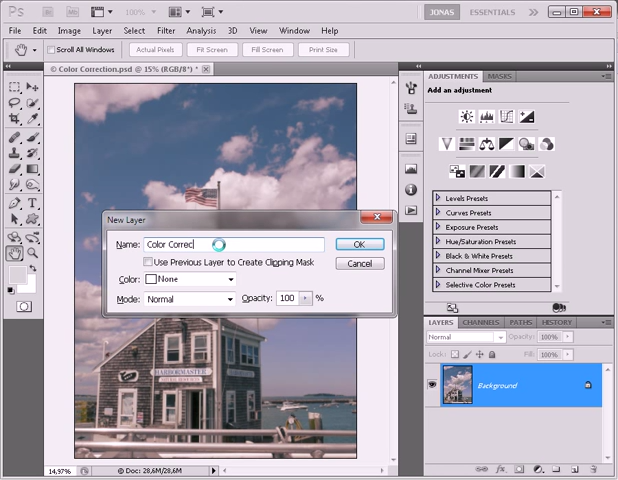 Ps 100% JONAS ESSENTIALS
File Edit Image Layer Select Filter Analysis 3D View Window Help
Scroll All Windows Actual Pixels Fit Screen Fill Screen Print Size
© Color Correction.psd @ 15% (RGB/8*) *
ADJUSTMENTS MASKS
Add an adjustment
Levels Presets
Curves Presets
Exposure Presets
Hue/Saturation Presets
Black & White Presets
Channel Mixer Presets
Selective Color Presets
New Layer
Name: Color Correc OK
Use Previous Layer to Create Clipping Mask Cancel
Color: None
Mode: Normal Opacity: 100 %
LAYERS CHANNELS PATHS HISTORY
Normal Opacity: 100%
Lock: Fill: 100%
Background
HARBORMASTER
14,97% Doc: 28,6M/28,6M